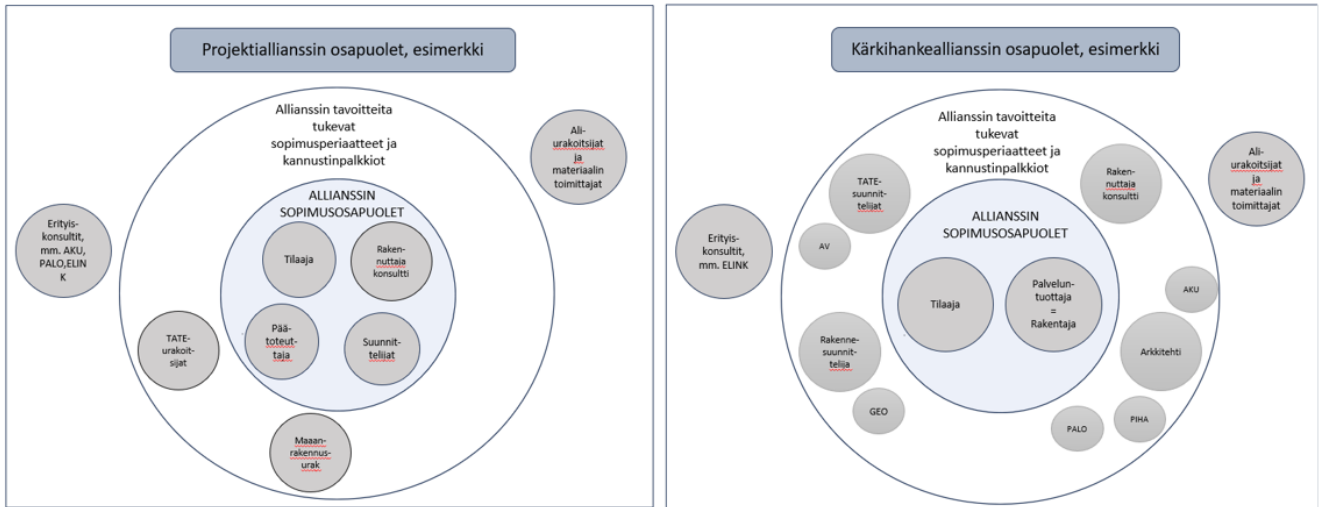 Projektiallianssin osapuolet, esimerkki
Allianssin tavoitteita
tukevat
sopimusperiaatteet ja
kannustinpalkkiot
Ali-
urakoitsijat
ja
materiaalin
toimittajat
ALLIANSSIN
SOPIMUSOSAPUOLET
Erityis-
konsultit,
mm. AKU,
PALO,ELIN
K
Tilaaja
Raken-
nuttaja
konsultti
Pää-
toteut-
taja
Suunnit-
telijat
TATE-
urakoit-
sijat
Maaan-
rakennus-
urak
Kärkihankeallianssin osapuolet, esimerkki
Allianssin tavoitteita
tukevat
sopimusperiaatteet ja
kannustinpalkkiot
Ali-
urakoitsijat
ja
materiaalin
toimittajat
TATE-
suunnit-
telijat
Raken-
nuttaja
konsultti
ALLIANSSIN
SOPIMUSOSAPUOLET
Erityis-
konsultit,
mm. ELINK
AV
Tilaaja
Palvelun-
tuottaja
=
Rakentaja
AKU
Rakenne-
suunnit-
telija
Arkkitehti
GEO
PALO
PIHA